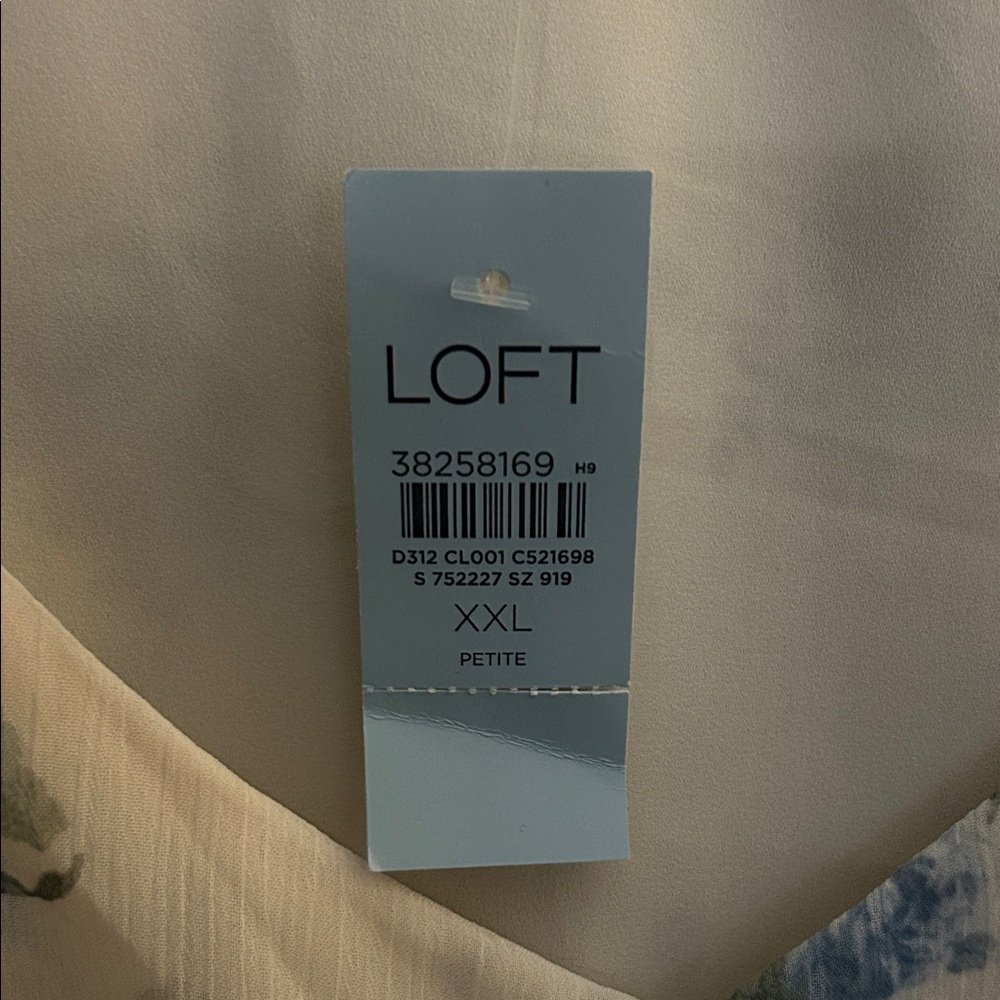 LOFT
38258169 H9
D312 CL001 C521698
S 752227 SZ 919
XXL
PETITE